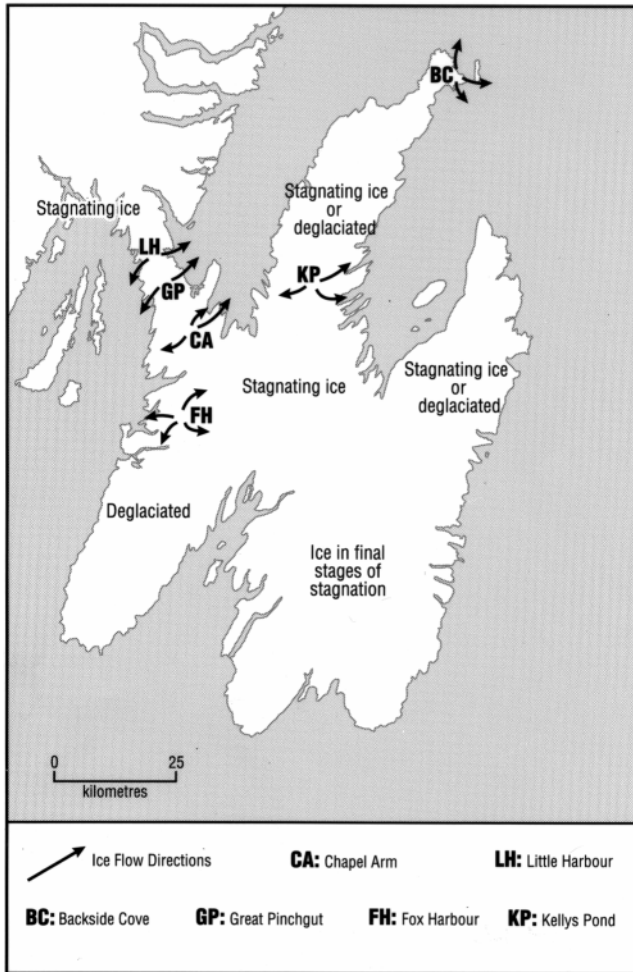 BC
Stagnating ice
or
deglaciated
Stagnating ice
LH
KP
GP
CA
Stagnating ice
Stagnating ice
or
deglaciated
FH
Deglaciated
Ice in final
stages of
stagnation
0 25
kilometres
Ice Flow Directions CA: Chapel Arm LH: Little Harbour
BC: Backside Cove GP: Great Pinchgut FH: Fox Harbour KP: Kellys Pond